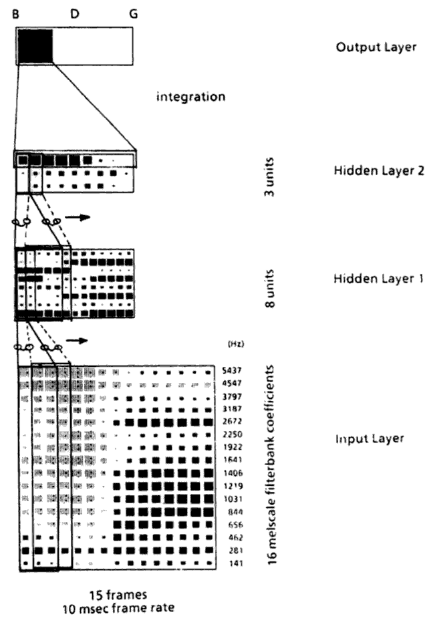 B D G
Output Layer
integration
3 units
Hidden Layer 2
8 units
Hidden Layer 1
(Hz)
5437
4547
3797
3187
2672
2250
1922
1641
1406
1219
1031
844
656
462
281
141
16 melscale filterbank coefficients
Input Layer
15 frames
10 msec frame rate